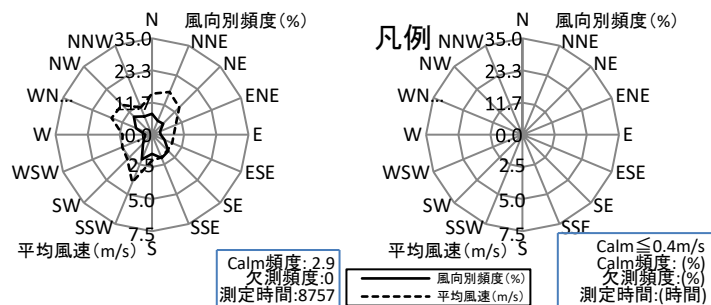 N
風向別頻度(%)
35.0
NNW
NNE
NW
23.3
NE
WN...
11.7
ENE
W
0.0
E
WSW
2.5
ESE
SW
5.0
SE
SSW
SSE
平均風速(m/s)
7.5
S
Calm頻度: 2.9
欠測頻度:0
測定時間:8757
凡例
N
風向別頻度(%)
35.0
NNW
NNE
NW
23.3
NE
WN...
11.7
ENE
W
0.0
E
WSW
2.5
ESE
SW
5.0
SE
SSW
SSE
平均風速(m/s)
7.5
S
Calm≦0.4m/s
Calm頻度: (%)
欠測頻度:(%)
測定時間:(時間)
風向別頻度(%)
平均風速(m/s)